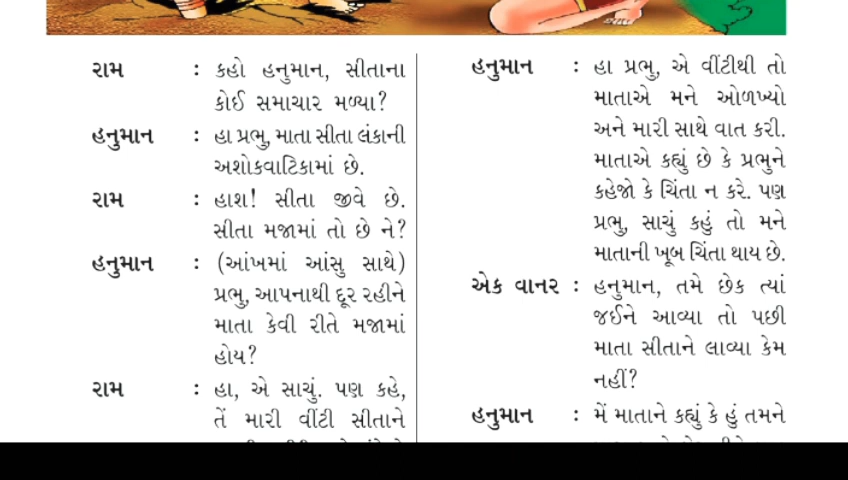 રામ : કહો હનુમાન, સીતાના
કોઈ સમાચાર મળ્યા?
હનુમાન : હા પ્રભુ, માતા સીતા લંકાની
અશોકવાટિકામાં છે.
રામ : હાશ! સીતા જીવે છે.
સીતા મજામાં તો છે ને?
હનુમાન : (આંખમાં આંસુ સાથે)
પ્રભુ, આપનાથી દૂર રહીને
માતા કેવી રીતે મજામાં
હોય?
રામ : હા, એ સાચું. પણ કહે,
તેં મારી વીંટી સીતાને
હનુમાન : હા પ્રભુ, એ વીંટીથી તો
માતાએ મને ઓળખ્યો
અને મારી સાથે વાત કરી.
માતાએ કહ્યું છે કે પ્રભુને
કહેજો કે ચિંતા ન કરે. પણ
પ્રભુ, સાચું કહું તો મને
માતાની ખૂબ ચિંતા થાય છે.
એક વાનર : હનુમાન, તમે છેક ત્યાં
જઈને આવ્યા તો પછી
માતા સીતાને લાવ્યા કેમ
નહીં?
હનુમાન : મેં માતાને કહ્યું કે હું તમને